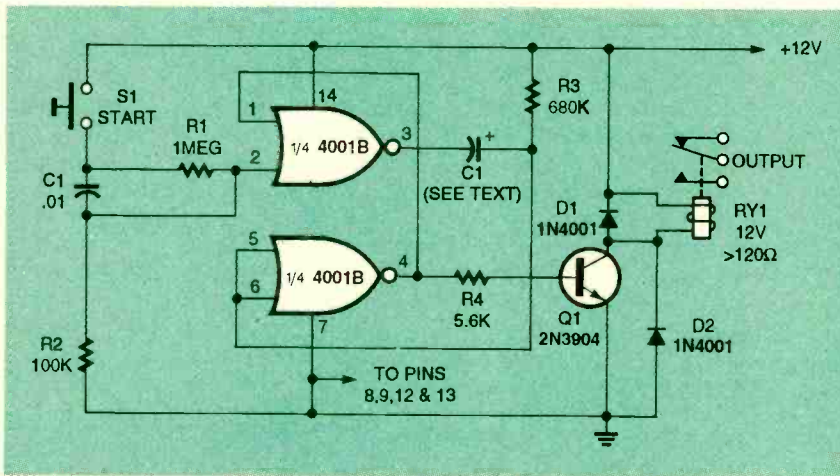 +12V
S1
START
R1
1MEG
C1
.01
R2
100K
1
2
14
1/4 4001B
3
+
C1
(SEE TEXT)
R3
680K
5
6
1/4 4001B
4
7
R4
5.6K
TO PINS
8,9,12 & 13
D1
1N4001
Q1
2N3904
D2
1N4001
OUTPUT
RY1
12V
>120Ω